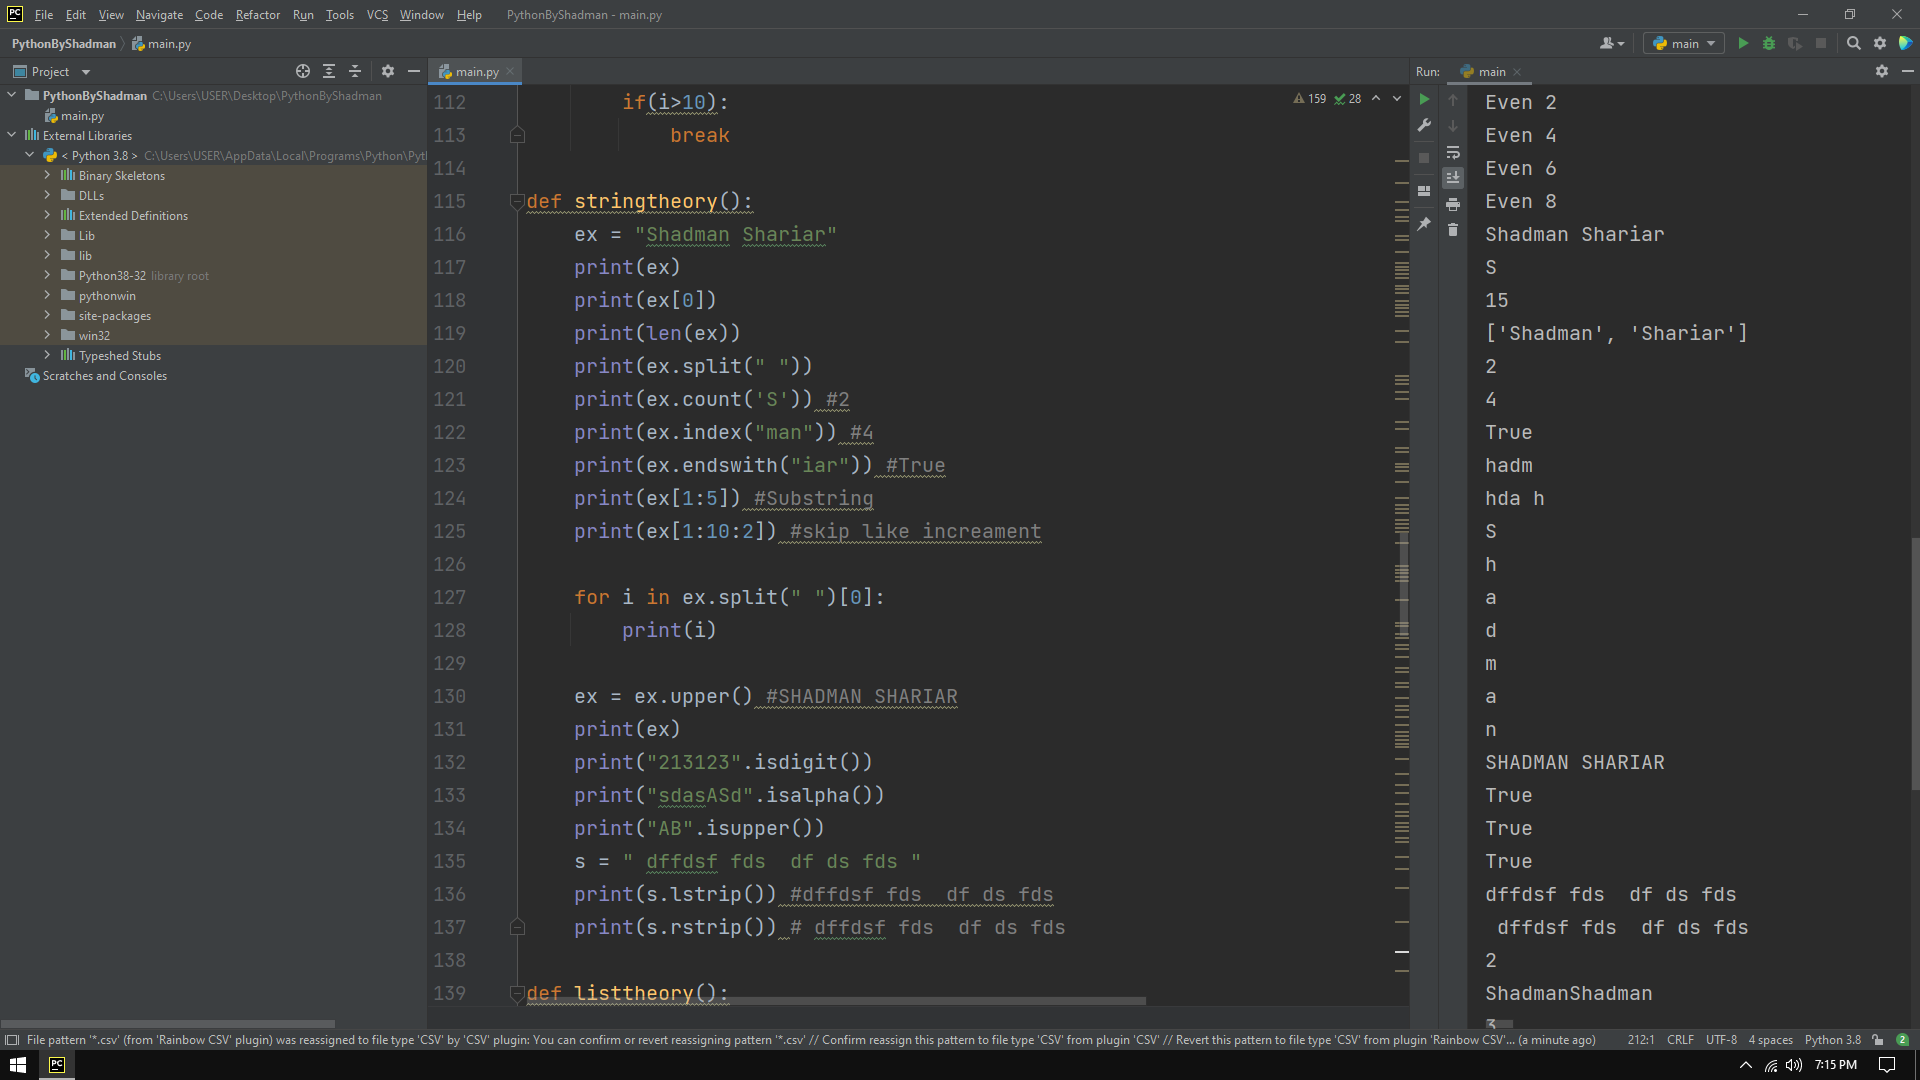 PC File Edit View Navigate Code Refactor Run Tools VCS Window Help PythonByShadman - main.py
PythonByShadman main.py main
Project
PythonByShadman C:\Users\USER\Desktop\PythonByShadman
main.py
External Libraries
< Python 3.8 > C:\Users\USER\AppData\Local\Programs\Python\Pyt
Binary Skeletons
DLLs
Extended Definitions
Lib
lib
Python38-32 library root
pythonwin
site-packages
win32
Typeshed Stubs
Scratches and Consoles
main.py
159 28
112 if(i>10):
113 break
114
115 def stringtheory():
116 ex = "Shadman Shariar"
117 print(ex)
118 print(ex[0])
119 print(len(ex))
120 print(ex.split(" "))
121 print(ex.count('S')) #2
122 print(ex.index("man")) #4
123 print(ex.endswith("iar")) #True
124 print(ex[1:5]) #Substring
125 print(ex[1:10:2]) #skip like increament
126
127 for i in ex.split(" ")[0]:
128 print(i)
129
130 ex = ex.upper() #SHADMAN SHARIAR
131 print(ex)
132 print("213123".isdigit())
133 print("sdasASd".isalpha())
134 print("AB".isupper())
135 s = " dffdsf fds  df ds fds "
136 print(s.lstrip()) #dffdsf fds  df ds fds
137 print(s.rstrip()) # dffdsf fds  df ds fds
138
139 def listtheory():
Run: main
Even 2
Even 4
Even 6
Even 8
Shadman Shariar
S
15
['Shadman', 'Shariar']
2
4
True
hadm
hda h
S
h
a
d
m
a
n
SHADMAN SHARIAR
True
True
True
dffdsf fds  df ds fds
 dffdsf fds  df ds fds
2
ShadmanShadman
3
File pattern '*.csv' (from 'Rainbow CSV' plugin) was reassigned to file type 'CSV' by 'CSV' plugin: You can confirm or revert reassigning pattern '*.csv' // Confirm reassign this pattern to file type 'CSV' from plugin 'CSV' // Revert this pattern to file type 'CSV' from plugin 'Rainbow CSV'... (a minute ago) 212:1 CRLF UTF-8 4 spaces Python 3.8 2
PC 7:15 PM